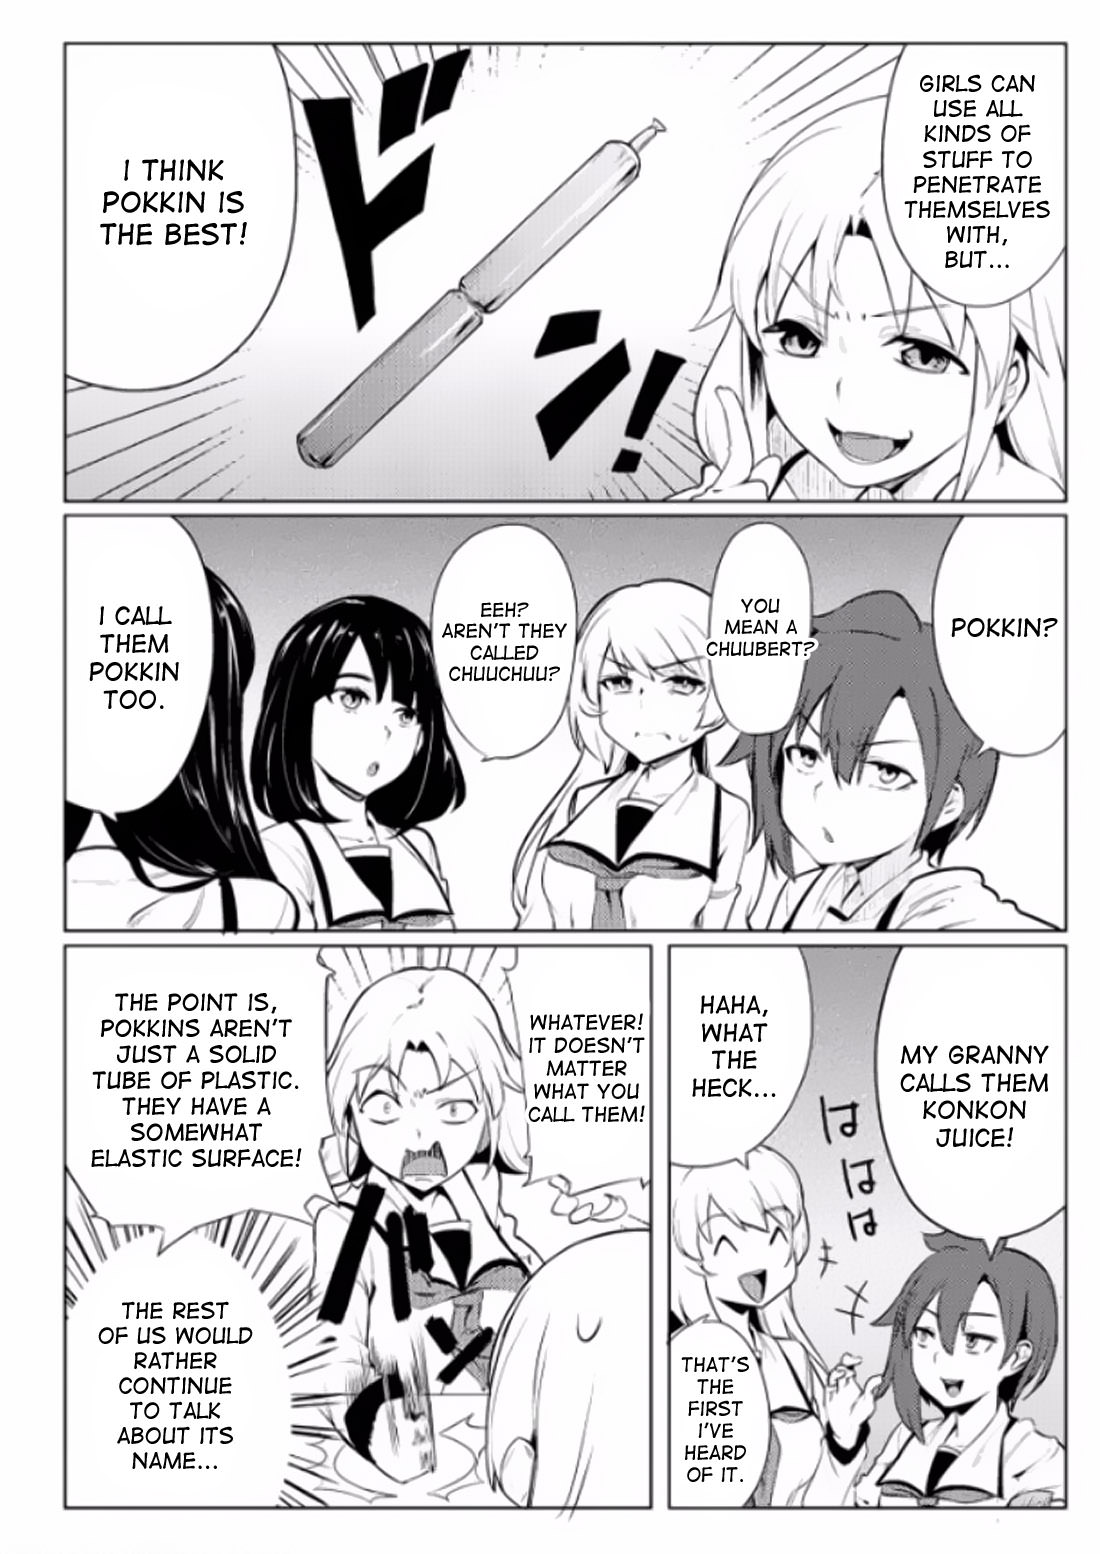 GIRLS CAN
USE ALL
KINDS OF
STUFF TO
PENETRATE
THEMSELVES
WITH,
BUT...
I THINK
POKKIN IS
THE BEST!
ドドン!
POKKIN?
YOU
MEAN A
CHUUBERT?
EEH?
AREN'T THEY
CALLED
CHUUCHUU?
I CALL
THEM
POKKIN
TOO.
MY GRANNY
CALLS THEM
KONKON
JUICE!
HAHA,
WHAT
THE
HECK...
ははは
THAT'S
THE
FIRST
I'VE
HEARD
OF IT.
WHATEVER!
IT DOESN'T
MATTER
WHAT YOU
CALL THEM!
THE POINT IS,
POKKINS AREN'T
JUST A SOLID
TUBE OF PLASTIC.
THEY HAVE A
SOMEWHAT
ELASTIC SURFACE!
THE REST
OF US WOULD
RATHER
CONTINUE
TO TALK
ABOUT ITS
NAME...